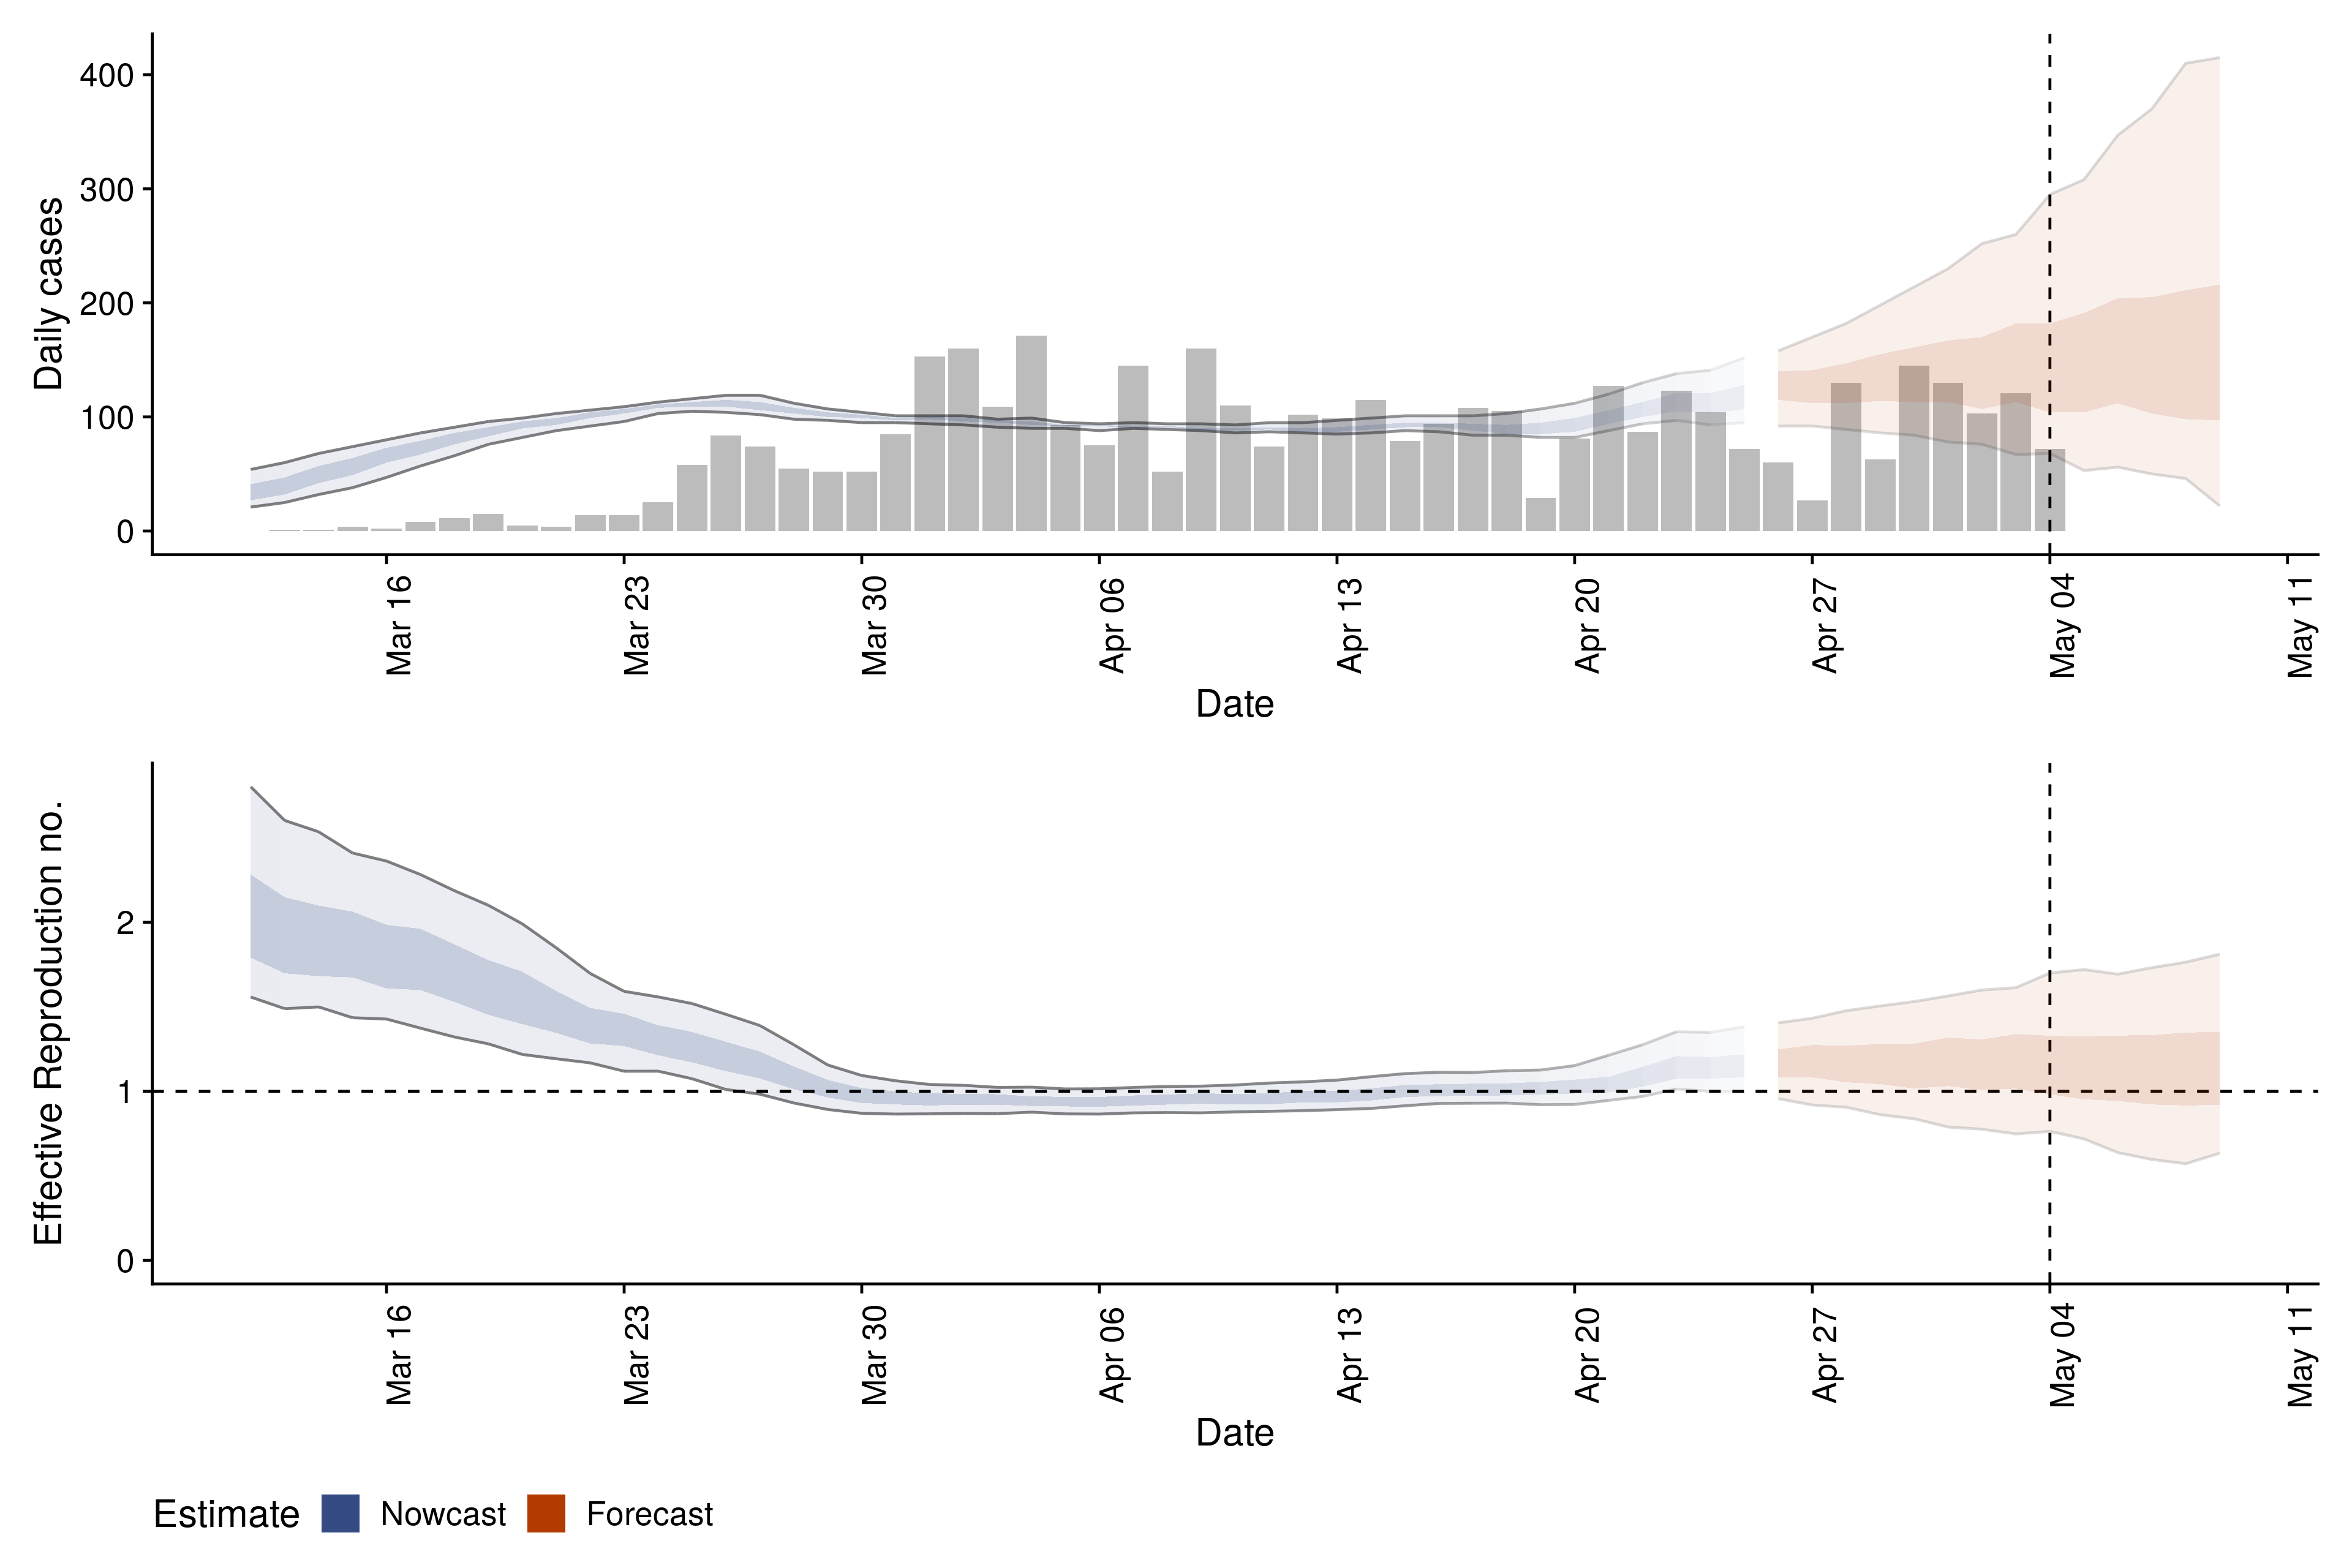 Daily cases
400
300
200
100
0
Mar 16
Mar 23
Mar 30
Apr 06
Apr 13
Apr 20
Apr 27
May 04
May 11
Date
Effective Reproduction no.
2
1
0
Mar 16
Mar 23
Mar 30
Apr 06
Apr 13
Apr 20
Apr 27
May 04
May 11
Date
Estimate Nowcast Forecast